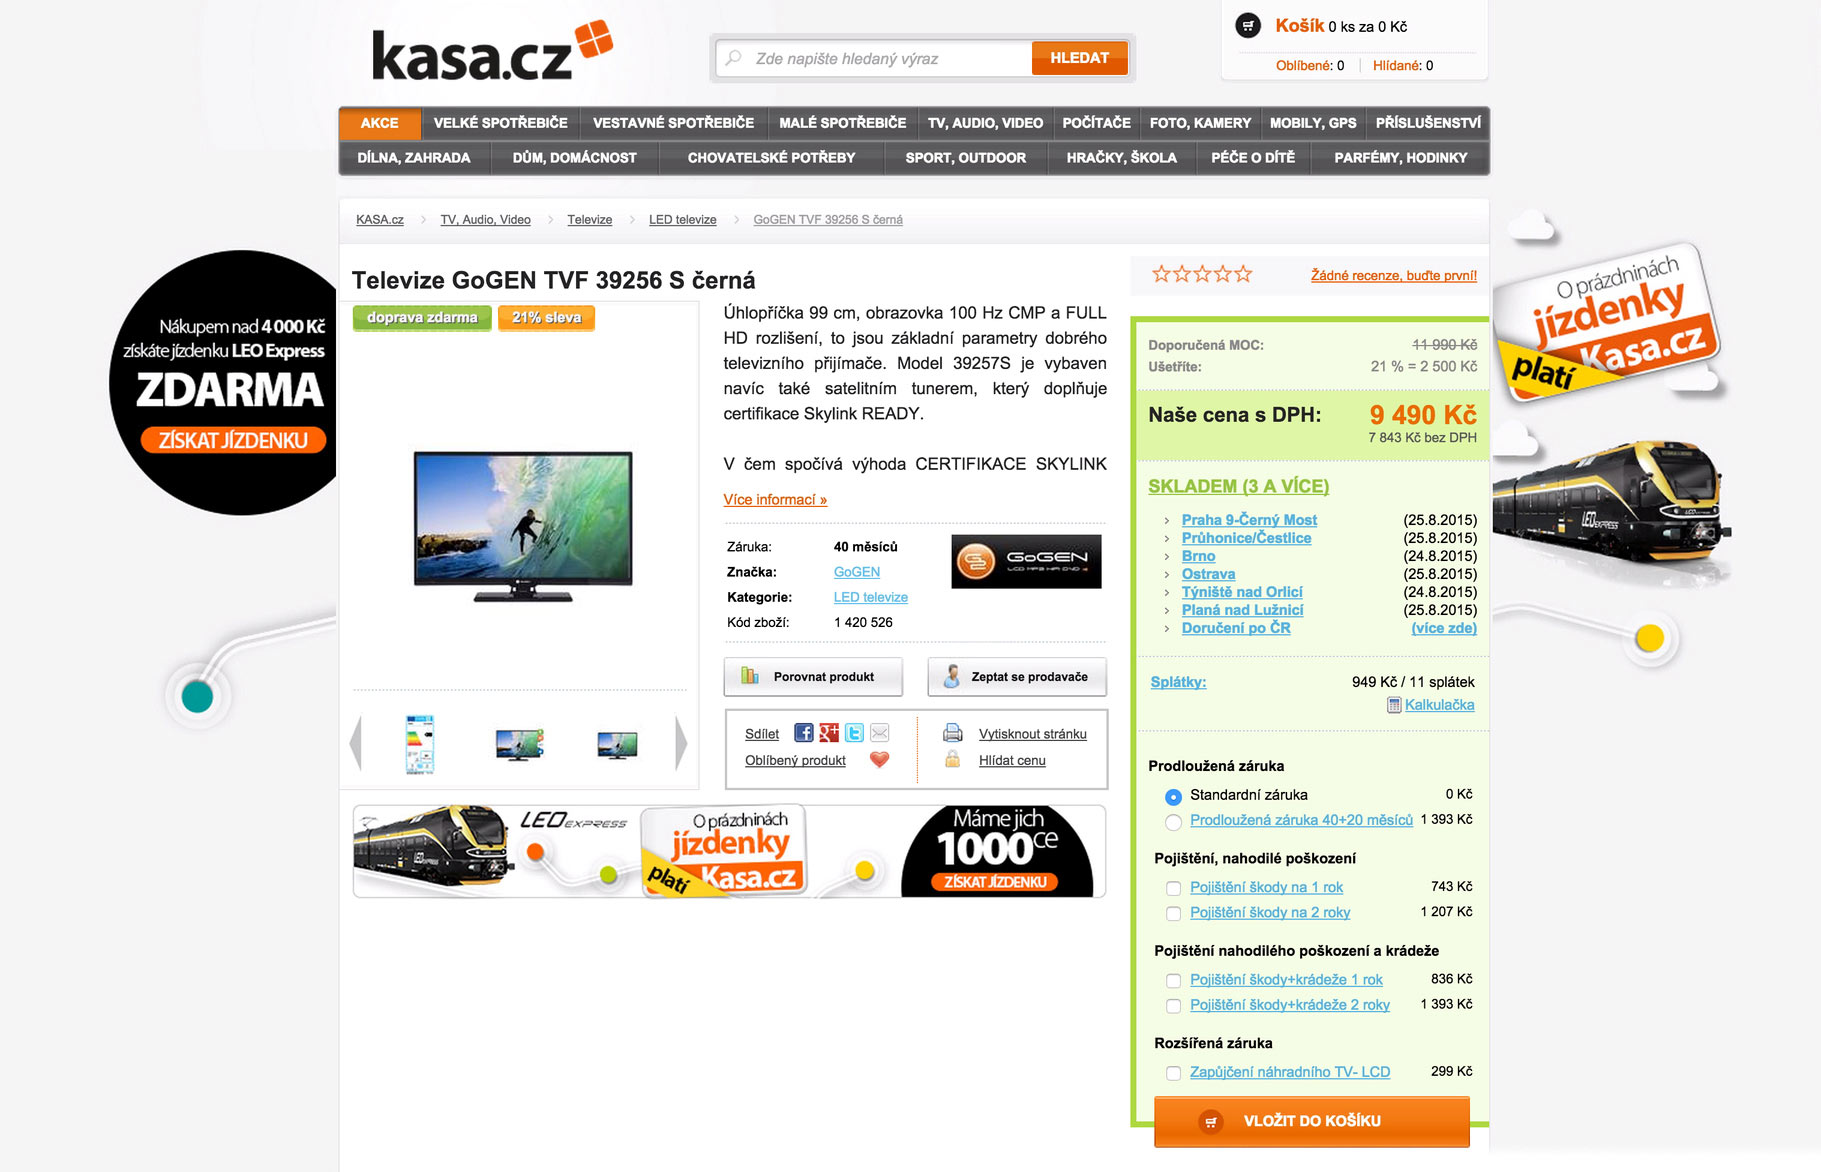 kasa.cz
Zde napište hledaný výraz
HLEDAT
Košík 0 ks za 0 Kč
Oblíbené: 0 Hlídané: 0
AKCE VELKÉ SPOTŘEBIČE VESTAVNÉ SPOTŘEBIČE MALÉ SPOTŘEBIČE TV, AUDIO, VIDEO POČÍTAČE FOTO, KAMERY MOBILY, GPS PŘÍSLUŠENSTVÍ
DÍLNA, ZAHRADA DŮM, DOMÁCNOST CHOVATELSKÉ POTŘEBY SPORT, OUTDOOR HRAČKY, ŠKOLA PÉČE O DÍTĚ PARFÉMY, HODINKY
KASA.cz TV, Audio, Video Televize LED televize GoGEN TVF 39256 S černá
Nákupem nad 4 000 Kč
získáte jízdenku LEO Express
ZDARMA
ZÍSKAT JÍZDENKU
Televize GoGEN TVF 39256 S černá
doprava zdarma 21% sleva
Úhlopříčka 99 cm, obrazovka 100 Hz CMP a FULL
HD rozlišení, to jsou základní parametry dobrého
televizního přijímače. Model 39257S je vybaven
navíc také satelitním tunerem, který doplňuje
certifikace Skylink READY.
V čem spočívá výhoda CERTIFIKACE SKYLINK
Více informací »
Záruka: 40 měsíců
Značka: GoGEN
Kategorie: LED televize
Kód zboží: 1 420 526
GoGEN
Porovnat produkt
Zeptat se prodavače
Sdílet
Oblíbený produkt
Vytisknout stránku
Hlídat cenu
LEO EXPRESS
O prázdninách
jízdenky
platí
Kasa.cz
Máme jich
1000ce
ZÍSKAT JÍZDENKU
Žádné recenze, buďte první!
Doporučená MOC: 11 990 Kč
Ušetříte: 21 % = 2 500 Kč
Naše cena s DPH: 9 490 Kč
7 843 Kč bez DPH
SKLADEM (3 A VÍCE)
Praha 9-Černý Most (25.8.2015)
Průhonice/Čestlice (25.8.2015)
Brno (24.8.2015)
Ostrava (25.8.2015)
Týniště nad Orlicí (24.8.2015)
Planá nad Lužnicí (25.8.2015)
Doručení po ČR (více zde)
Splátky: 949 Kč / 11 splátek
Kalkulačka
Prodloužená záruka
Standardní záruka 0 Kč
Prodloužená záruka 40+20 měsíců 1 393 Kč
Pojištění, nahodilé poškození
Pojištění škody na 1 rok 743 Kč
Pojištění škody na 2 roky 1 207 Kč
Pojištění nahodilého poškození a krádeže
Pojištění škody+krádeže 1 rok 836 Kč
Pojištění škody+krádeže 2 roky 1 393 Kč
Rozšířená záruka
Zapůjčení náhradního TV- LCD 299 Kč
VLOŽIT DO KOŠÍKU
O prázdninách
jízdenky
platí
Kasa.cz
LEO EXPRESS